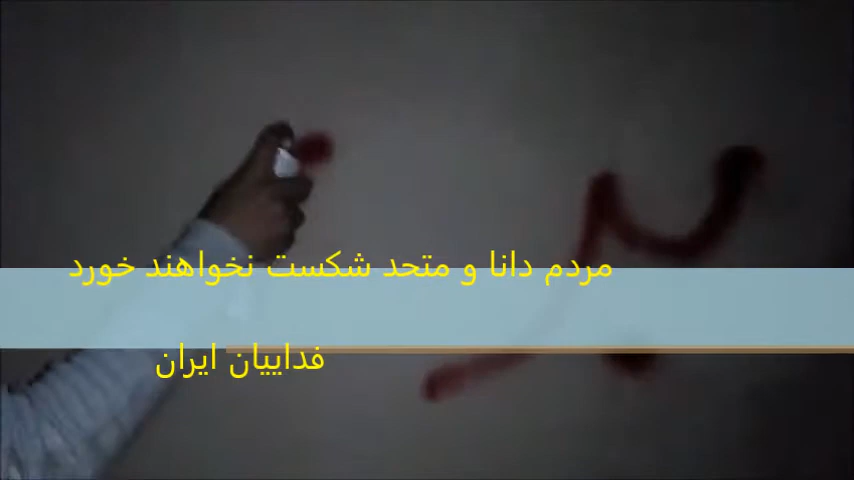 مردم دانا و متحد شکست نخواهند خورد
فداییان ایران